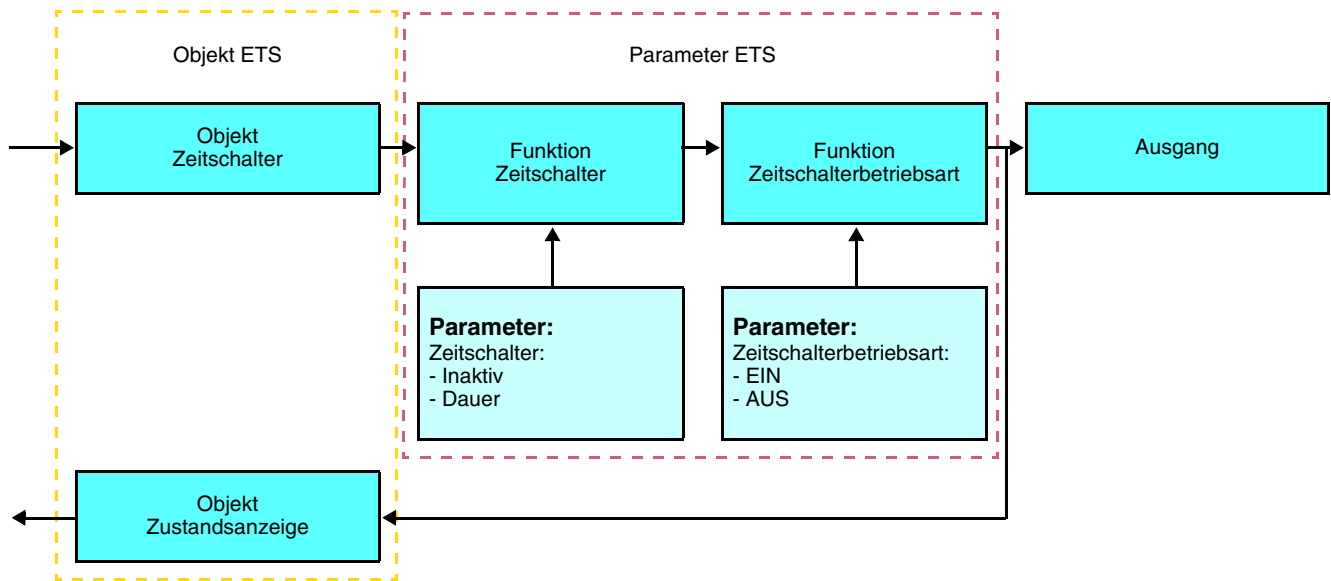 Objekt ETS
Parameter ETS
Objekt
Zeitschalter
Funktion
Zeitschalter
Funktion
Zeitschalterbetriebsart
Ausgang
Parameter:
Zeitschalter:
- Inaktiv
- Dauer
Parameter:
Zeitschalterbetriebsart:
- EIN
- AUS
Objekt
Zustandsanzeige